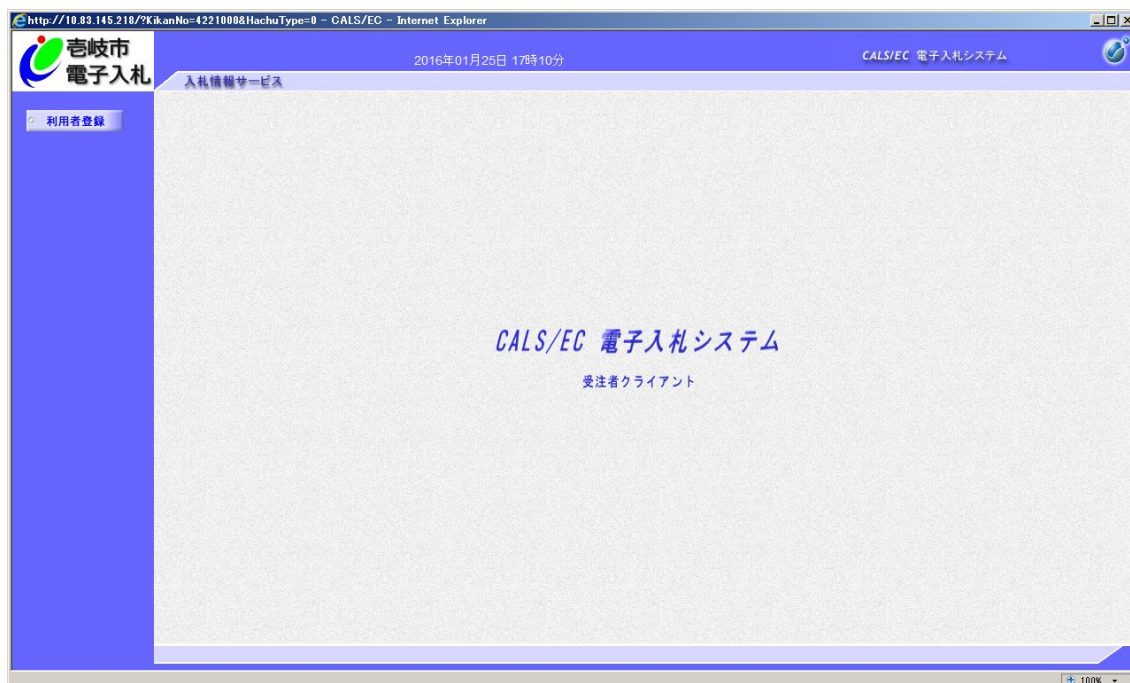 http://10.83.145.218/?KikanNo=4221000&HachuType=0 - CALS/EC - Internet Explorer
壱岐市
電子入札
2016年01月25日 17時10分
CALS/EC 電子入札システム
入札情報サービス
利用者登録
CALS/EC 電子入札システム
受注者クライアント
100%